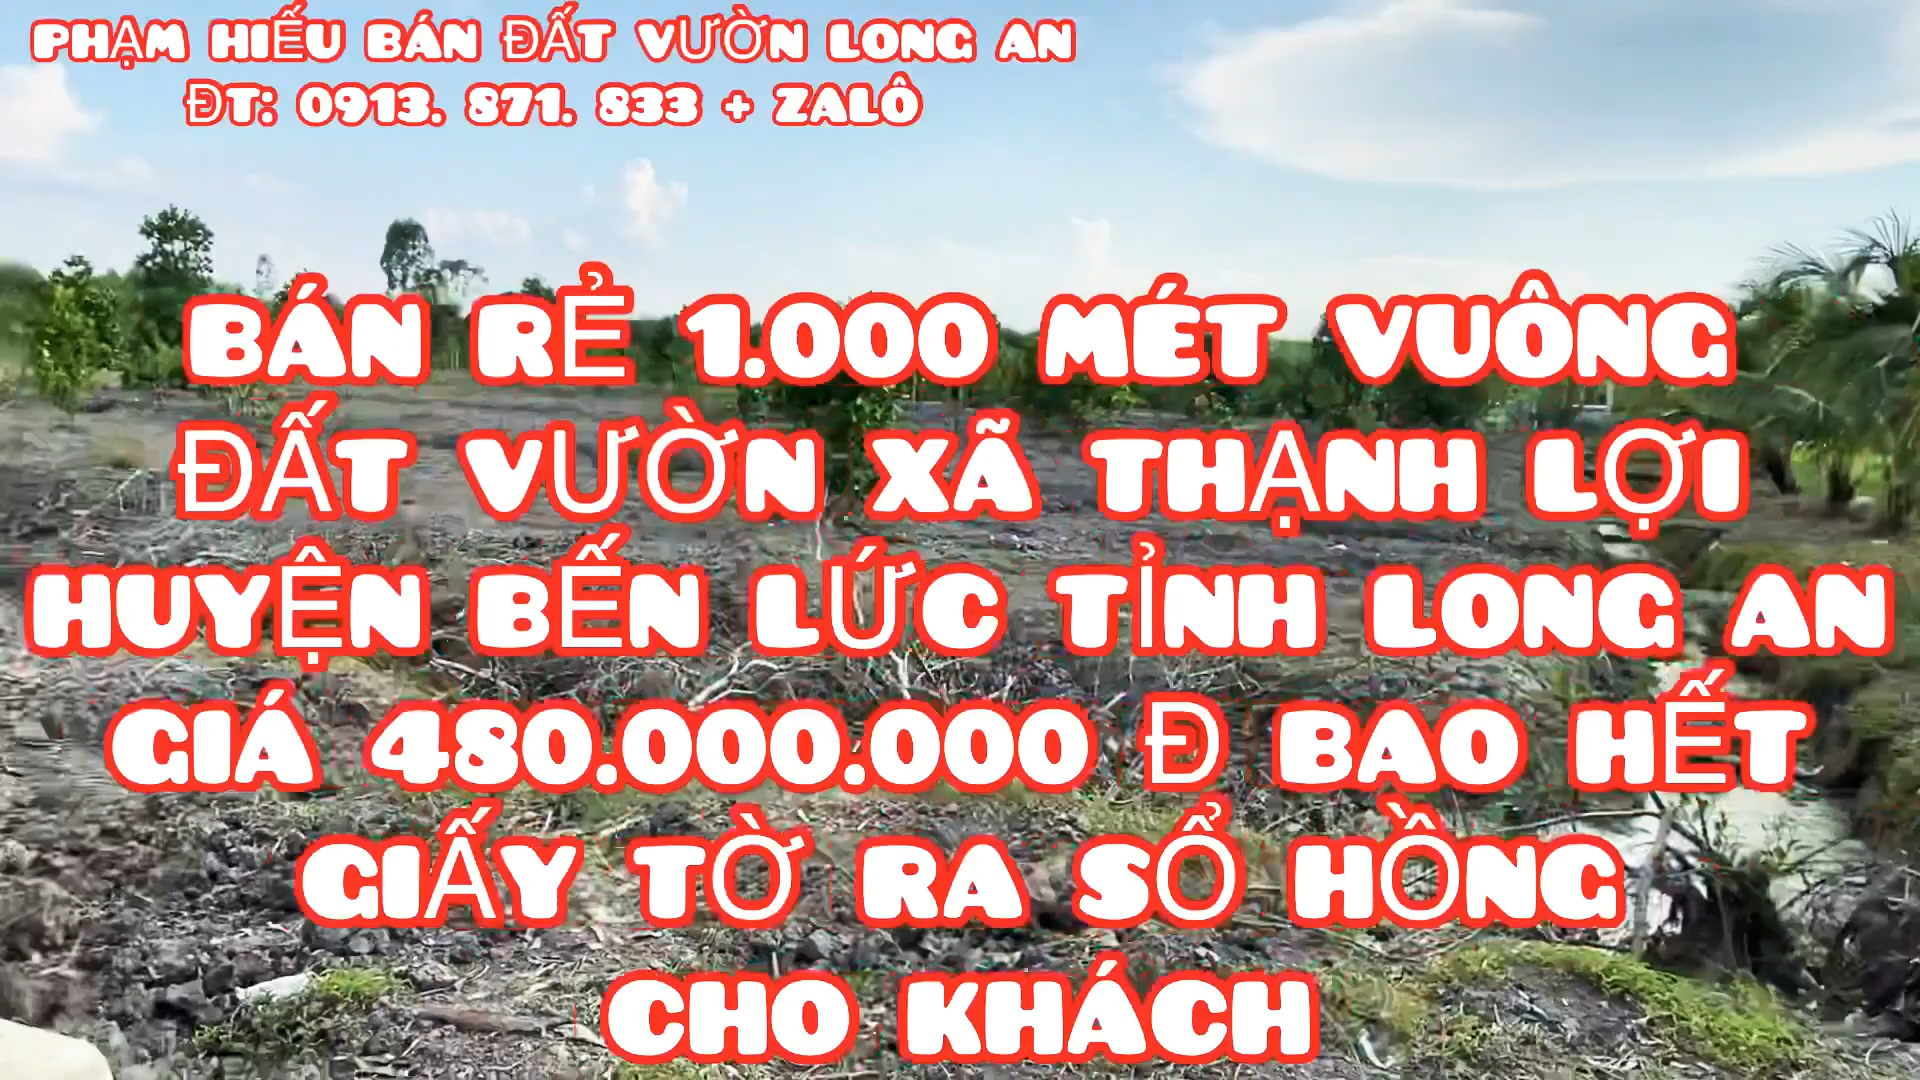 PHẠM HIẾU BÁN ĐẤT VƯỜN LONG AN
ĐT: 0913. 871. 833 + ZALÔ
BÁN RẺ 1.000 MÉT VUÔNG
ĐẤT VƯỜN XÃ THẠNH LỢI
HUYỆN BẾN LỨC TỈNH LONG AN
GIÁ 480.000.000 Đ BAO HẾT
GIẤY TỜ RA SỔ HỒNG
CHO KHÁCH